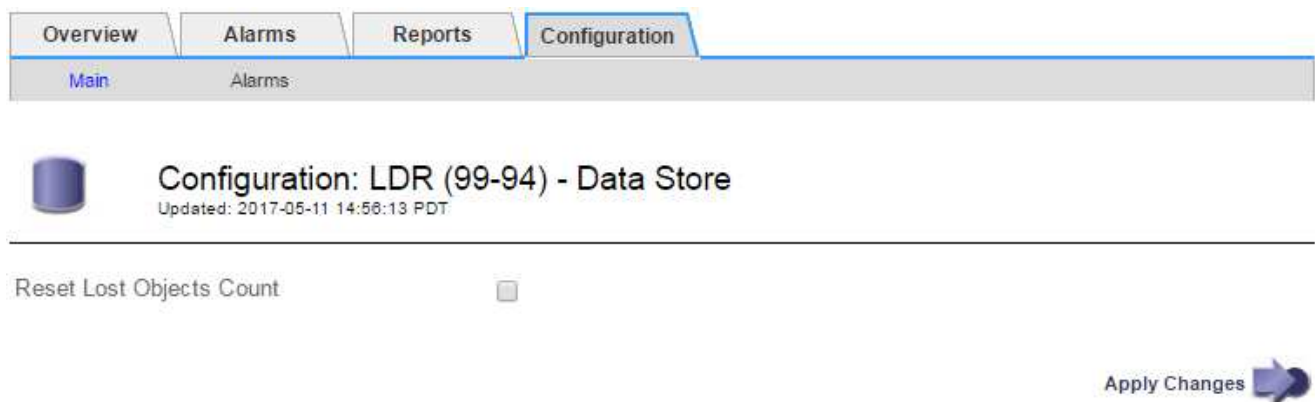 Overview Alarms Reports Configuration
Main Alarms
Configuration: LDR (99-94) - Data Store
Updated: 2017-05-11 14:56:13 PDT
Reset Lost Objects Count
Apply Changes